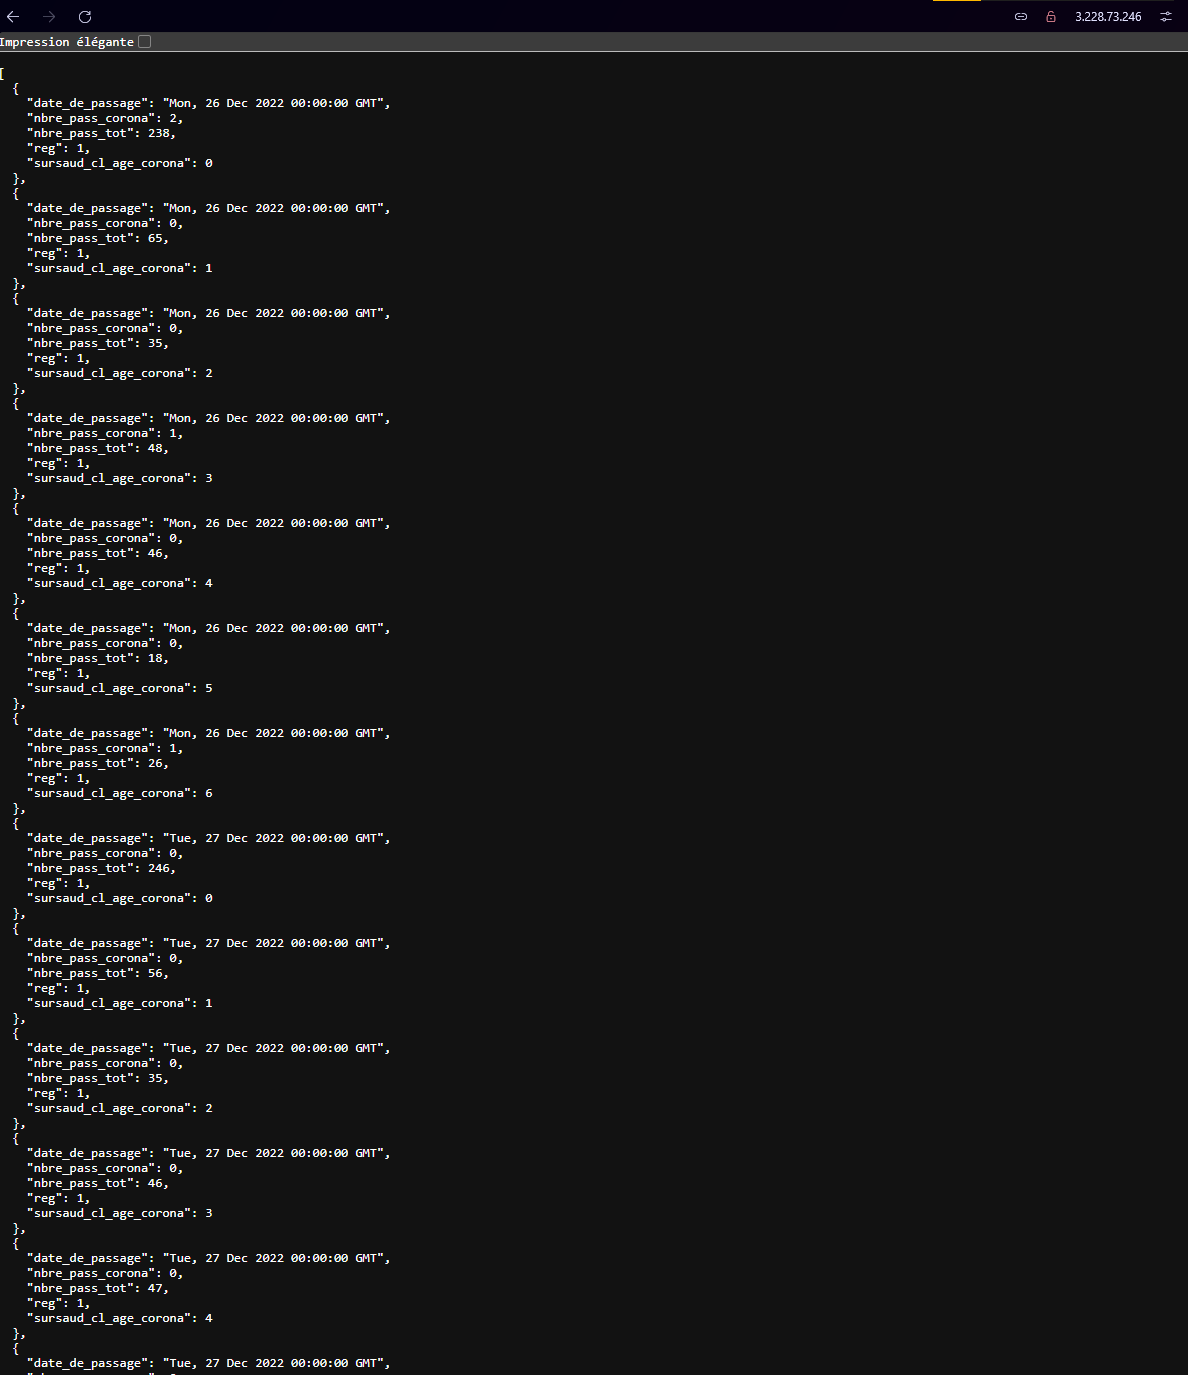 3.228.73.246
Impression élégante
[
  {
    "date_de_passage": "Mon, 26 Dec 2022 00:00:00 GMT",
    "nbre_pass_corona": 2,
    "nbre_pass_tot": 238,
    "reg": 1,
    "sursaud_cl_age_corona": 0
  },
  {
    "date_de_passage": "Mon, 26 Dec 2022 00:00:00 GMT",
    "nbre_pass_corona": 0,
    "nbre_pass_tot": 65,
    "reg": 1,
    "sursaud_cl_age_corona": 1
  },
  {
    "date_de_passage": "Mon, 26 Dec 2022 00:00:00 GMT",
    "nbre_pass_corona": 0,
    "nbre_pass_tot": 35,
    "reg": 1,
    "sursaud_cl_age_corona": 2
  },
  {
    "date_de_passage": "Mon, 26 Dec 2022 00:00:00 GMT",
    "nbre_pass_corona": 1,
    "nbre_pass_tot": 48,
    "reg": 1,
    "sursaud_cl_age_corona": 3
  },
  {
    "date_de_passage": "Mon, 26 Dec 2022 00:00:00 GMT",
    "nbre_pass_corona": 0,
    "nbre_pass_tot": 46,
    "reg": 1,
    "sursaud_cl_age_corona": 4
  },
  {
    "date_de_passage": "Mon, 26 Dec 2022 00:00:00 GMT",
    "nbre_pass_corona": 0,
    "nbre_pass_tot": 18,
    "reg": 1,
    "sursaud_cl_age_corona": 5
  },
  {
    "date_de_passage": "Mon, 26 Dec 2022 00:00:00 GMT",
    "nbre_pass_corona": 1,
    "nbre_pass_tot": 26,
    "reg": 1,
    "sursaud_cl_age_corona": 6
  },
  {
    "date_de_passage": "Tue, 27 Dec 2022 00:00:00 GMT",
    "nbre_pass_corona": 0,
    "nbre_pass_tot": 246,
    "reg": 1,
    "sursaud_cl_age_corona": 0
  },
  {
    "date_de_passage": "Tue, 27 Dec 2022 00:00:00 GMT",
    "nbre_pass_corona": 0,
    "nbre_pass_tot": 56,
    "reg": 1,
    "sursaud_cl_age_corona": 1
  },
  {
    "date_de_passage": "Tue, 27 Dec 2022 00:00:00 GMT",
    "nbre_pass_corona": 0,
    "nbre_pass_tot": 35,
    "reg": 1,
    "sursaud_cl_age_corona": 2
  },
  {
    "date_de_passage": "Tue, 27 Dec 2022 00:00:00 GMT",
    "nbre_pass_corona": 0,
    "nbre_pass_tot": 46,
    "reg": 1,
    "sursaud_cl_age_corona": 3
  },
  {
    "date_de_passage": "Tue, 27 Dec 2022 00:00:00 GMT",
    "nbre_pass_corona": 0,
    "nbre_pass_tot": 47,
    "reg": 1,
    "sursaud_cl_age_corona": 4
  },
  {
    "date_de_passage": "Tue, 27 Dec 2022 00:00:00 GMT",